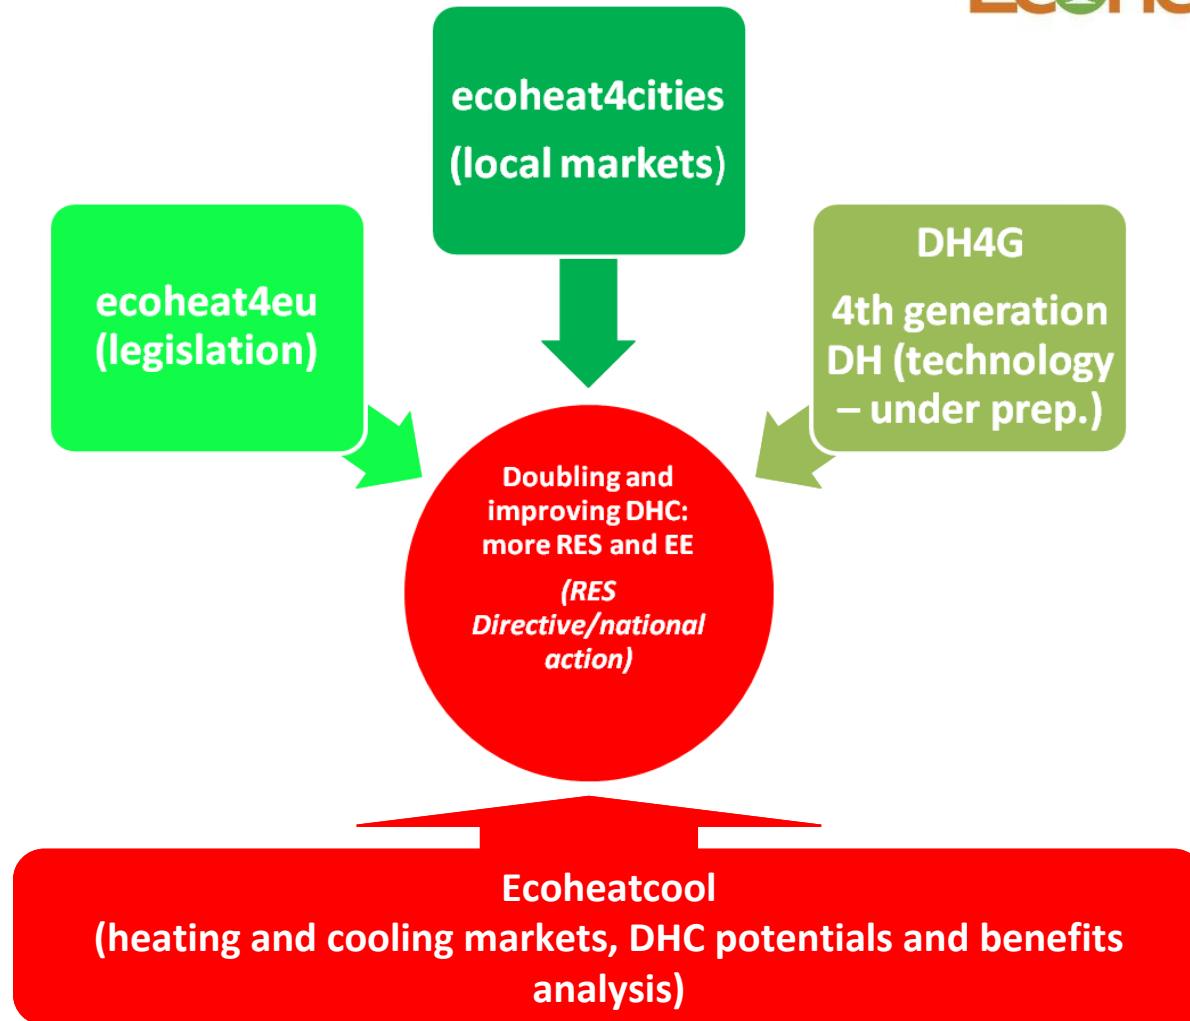 ecoheat4cities
(local markets)
ecoheat4eu
(legislation)
DH4G
4th generation
DH (technology
– under prep.)
Doubling and
improving DHC:
more RES and EE
(RES
Directive/national
action)
Ecoheatcool
(heating and cooling markets, DHC potentials and benefits
analysis)